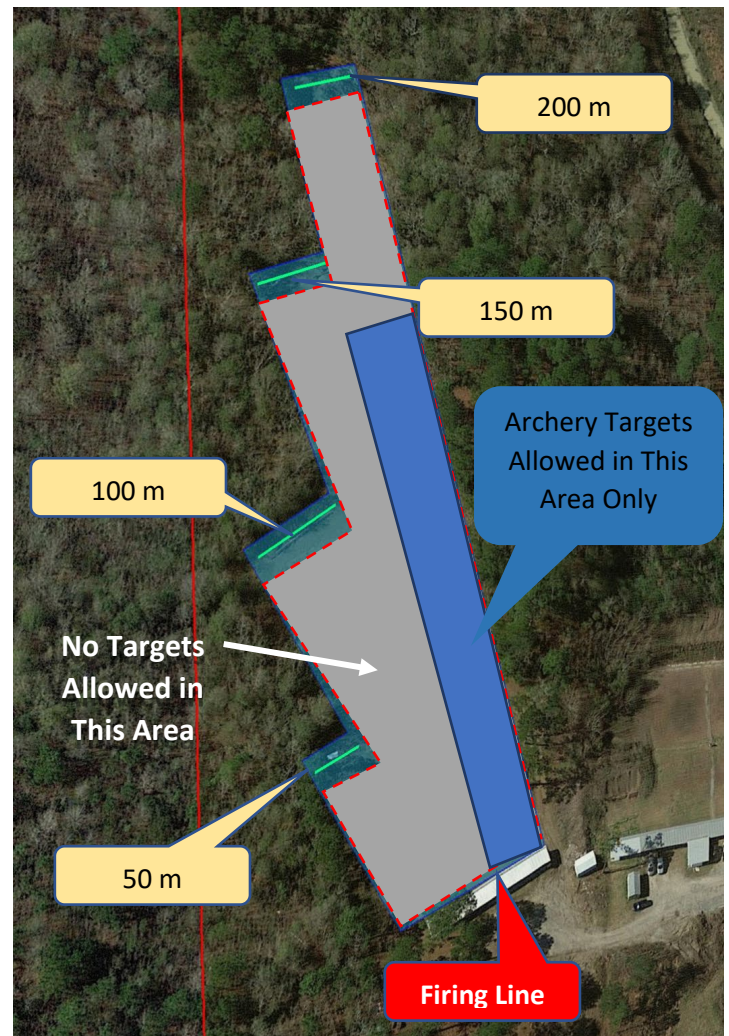 200 m
150 m
Archery Targets
Allowed in This
Area Only
100 m
No Targets
Allowed in
This Area
50 m
Firing Line